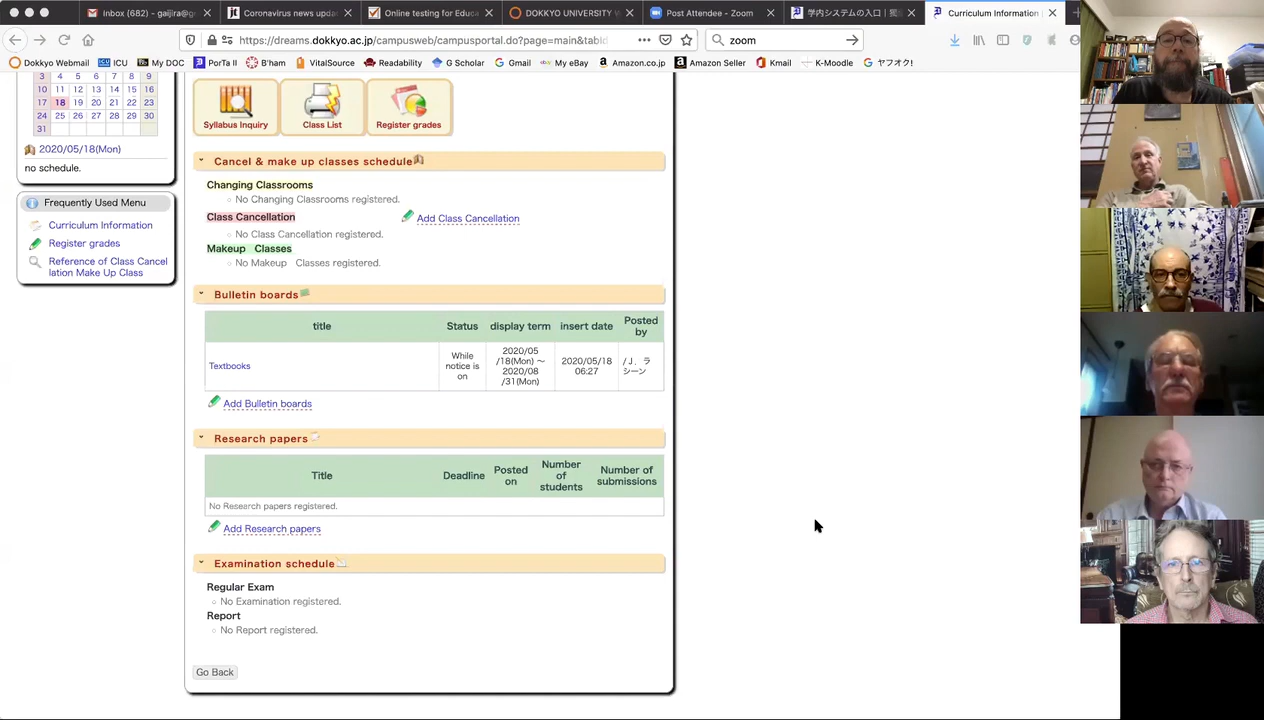 Inbox (682) - gaijira@g
Coronavirus news upda
Online testing for Educa
DOKKYO UNIVERSITY W
Post Attendee - Zoom
学内システムの入口 | 獨
Curriculum Information |
https://dreams.dokkyo.ac.jp/campusweb/campusportal.do?page=main&tabId
zoom
Dokkyo Webmail
ICU
My DOC
PorTa II
B'ham
VitalSource
Readability
G Scholar
Gmail
My eBay
Amazon.co.jp
Amazon Seller
Kmail
K-Moodle
ヤフオク!
3 4 5 6 7 8 9
10 11 12 13 14 15 16
17 18 19 20 21 22 23
24 25 26 27 28 29 30
31
2020/05/18(Mon)
no schedule.
Frequently Used Menu
Curriculum Information
Register grades
Reference of Class Cancel
lation Make Up Class
Syllabus Inquiry
Class List
Register grades
Cancel & make up classes schedule
Changing Classrooms
No Changing Classrooms registered.
Class Cancellation
Add Class Cancellation
No Class Cancellation registered.
Makeup Classes
No Makeup Classes registered.
Bulletin boards
title Status display term insert date Posted by
Textbooks
While
notice is
on
2020/05
/18(Mon) ～
2020/08
/31(Mon)
2020/05/18
06:27
/ J．ラ
シーン
Add Bulletin boards
Research papers
Title Deadline Posted on Number of students Number of submissions
No Research papers registered.
Add Research papers
Examination schedule
Regular Exam
No Examination registered.
Report
No Report registered.
Go Back